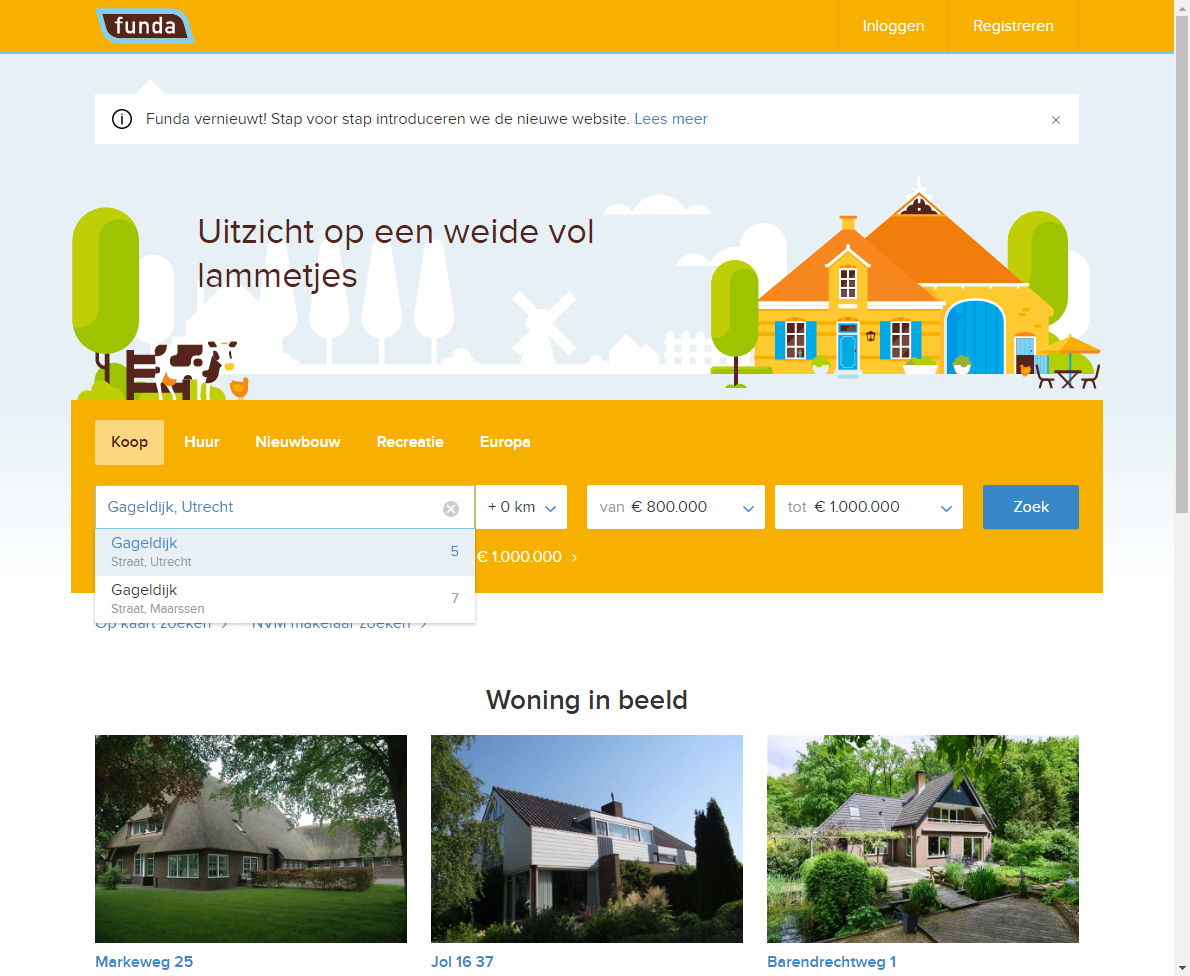 funda
Inloggen
Registreren
Funda vernieuwt! Stap voor stap introduceren we de nieuwe website. Lees meer
Uitzicht op een weide vol
lammetjes
Koop
Huur
Nieuwbouw
Recreatie
Europa
Gageldijk, Utrecht
+ 0 km
van € 800.000
tot € 1.000.000
Zoek
Gageldijk
Straat, Utrecht
5
€ 1.000.000
Gageldijk
Straat, Maarssen
7
Op kaart zoeken
NVM makelaar zoeken
Woning in beeld
Markeweg 25
Jol 16 37
Barendrechtweg 1